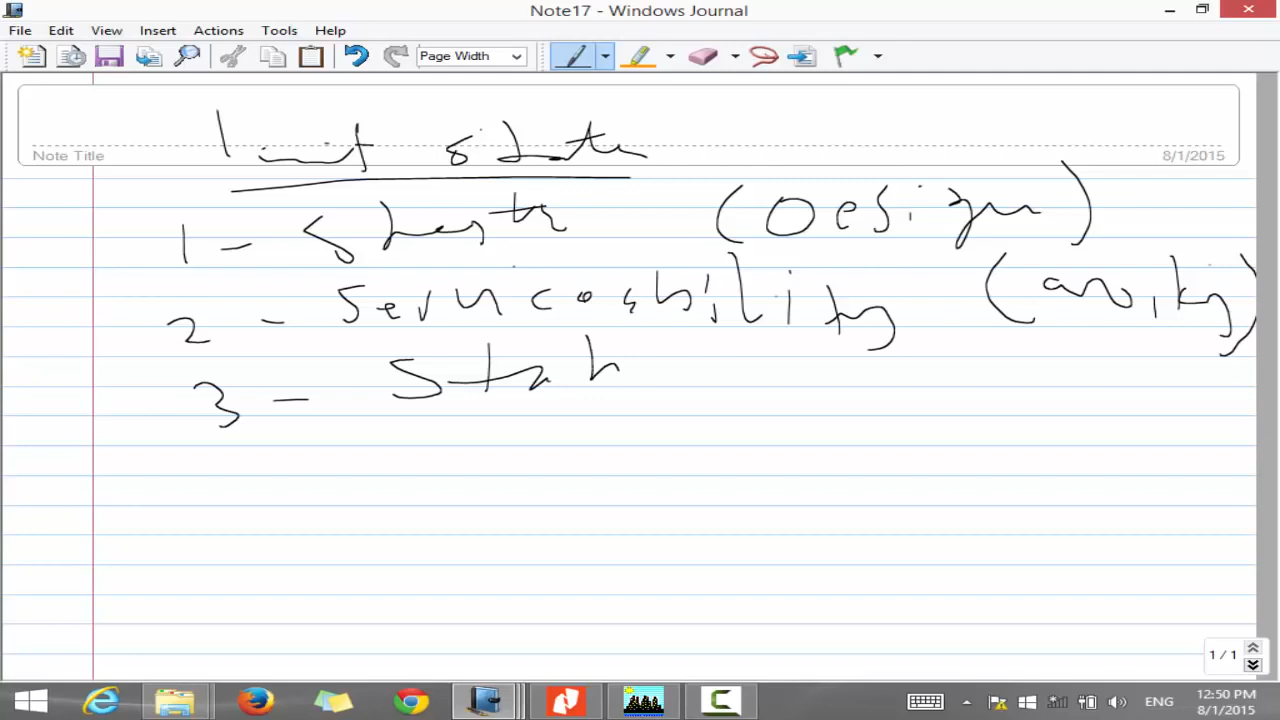 Note17 - Windows Journal
File Edit View Insert Actions Tools Help
Page Width
limit state
Note Title
8/1/2015
1 - (Design)
2 - serviceability
3 - Stab
1 / 1
ENG
12:50 PM
8/1/2015